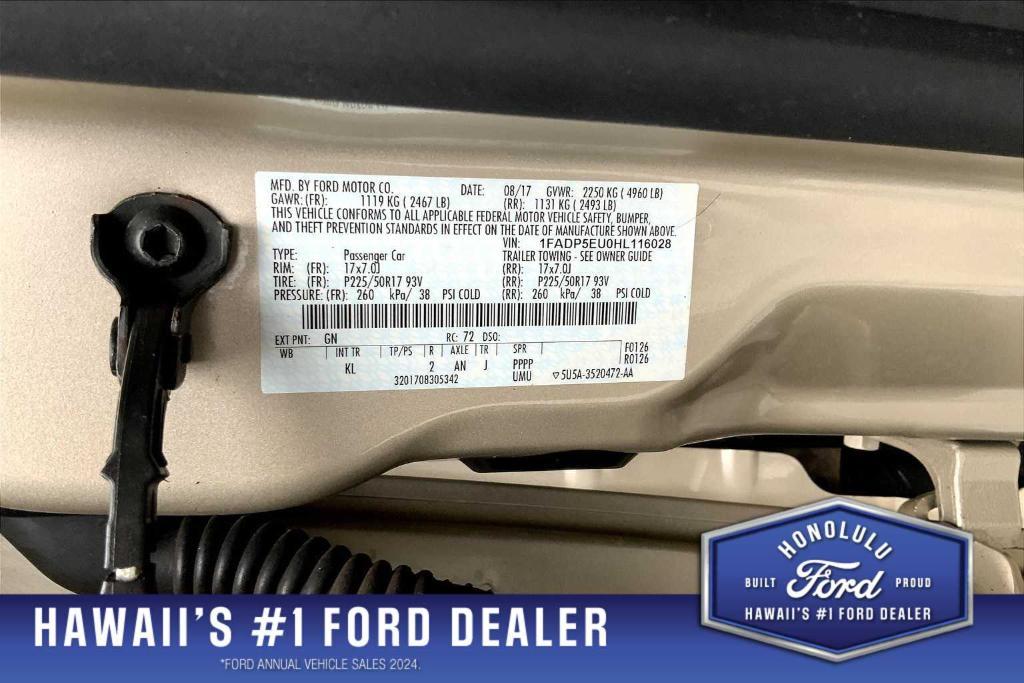 MFD. BY FORD MOTOR CO. DATE: 08/17 GVWR: 2250 KG ( 4960 LB)
GAWR: (FR): 1119 KG ( 2467 LB) (RR): 1131 KG ( 2493 LB)
THIS VEHICLE CONFORMS TO ALL APPLICABLE FEDERAL MOTOR VEHICLE SAFETY, BUMPER,
AND THEFT PREVENTION STANDARDS IN EFFECT ON THE DATE OF MANUFACTURE SHOWN ABOVE.
VIN: 1FADP5EU0HL116028
TYPE: Passenger Car TRAILER TOWING - SEE OWNER GUIDE
RIM: (FR): 17x7.0J (RR): 17x7.0J
TIRE: (FR): P225/50R17 93V (RR): P225/50R17 93V
PRESSURE: (FR): 260 kPa/ 38 PSI COLD (RR): 260 kPa/ 38 PSI COLD
EXT PNT: GN RC: 72 DSO:
WB INT TR TP/PS R AXLE TR SPR F0126
KL 2 AN J PPPP R0126
3201708305342 UMU ▽5U5A-3520472-AA
HONOLULU
BUILT Ford PROUD
HAWAII'S #1 FORD DEALER
HAWAII'S #1 FORD DEALER
*FORD ANNUAL VEHICLE SALES 2024.